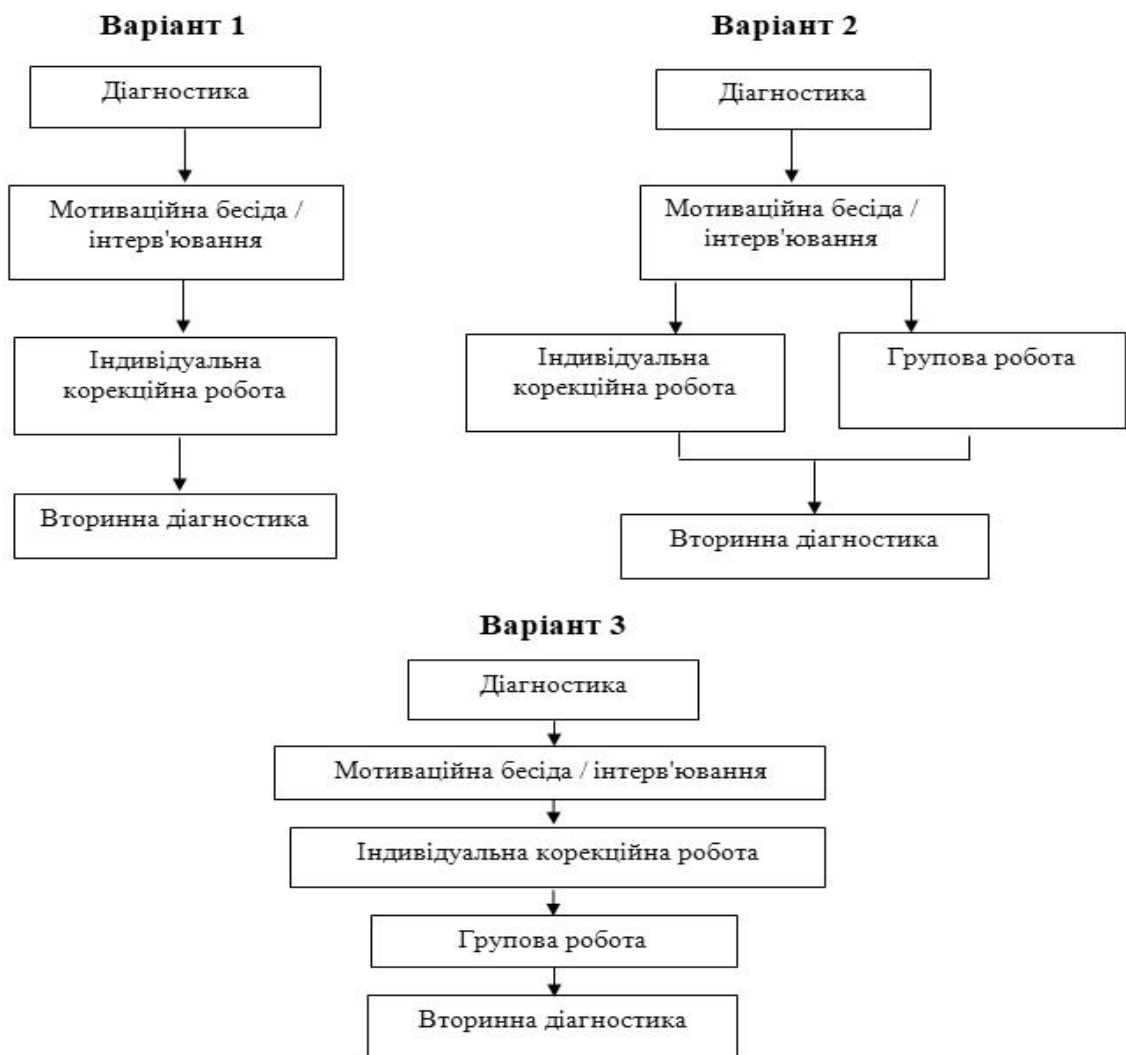 Варіант 1
Діагностика
Мотиваційна бесіда /
інтерв'ювання
Індивідуальна
корекційна робота
Вторинна діагностика
Варіант 2
Діагностика
Мотиваційна бесіда /
інтерв'ювання
Індивідуальна
корекційна робота
Групова робота
Вторинна діагностика
Варіант 3
Діагностика
Мотиваційна бесіда / інтерв'ювання
Індивідуальна корекційна робота
Групова робота
Вторинна діагностика